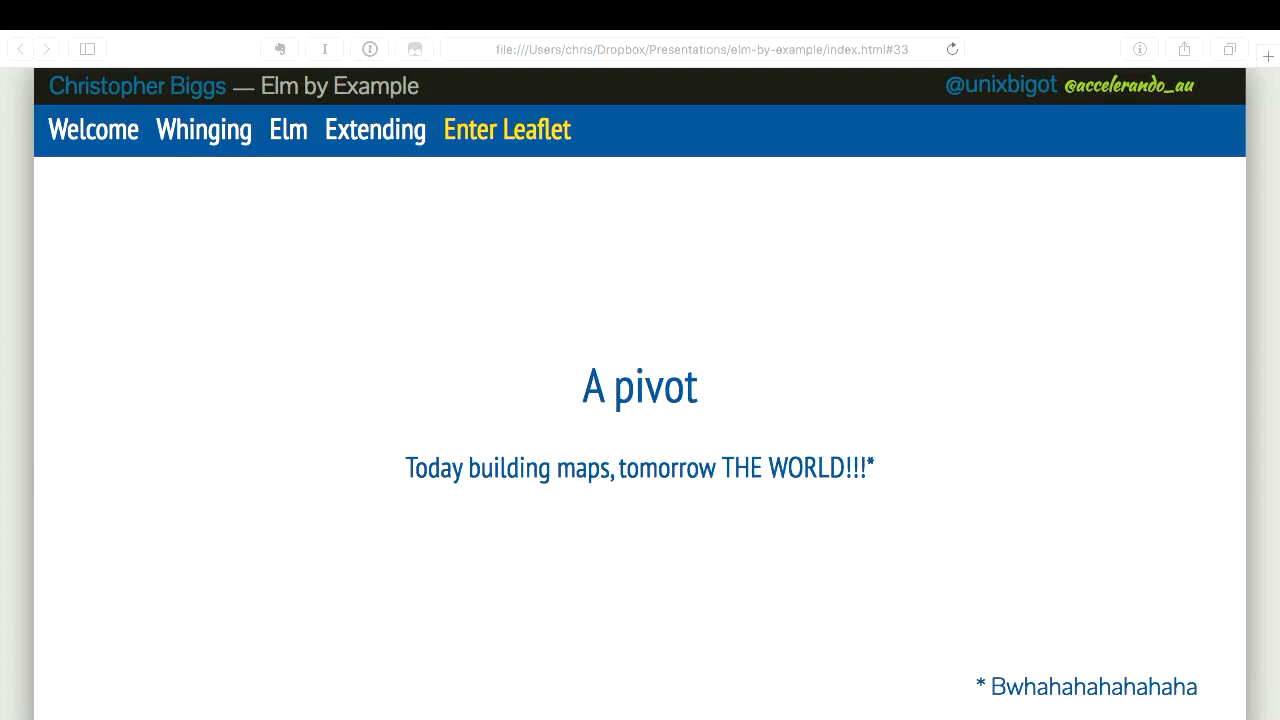 file:///Users/chris/Dropbox/Presentations/elm-by-example/index.html#33
Christopher Biggs — Elm by Example
@unixbigot @accelerando_au
Welcome Whinging Elm Extending Enter Leaflet
A pivot
Today building maps, tomorrow THE WORLD!!!*
* Bwhahahahahahaha